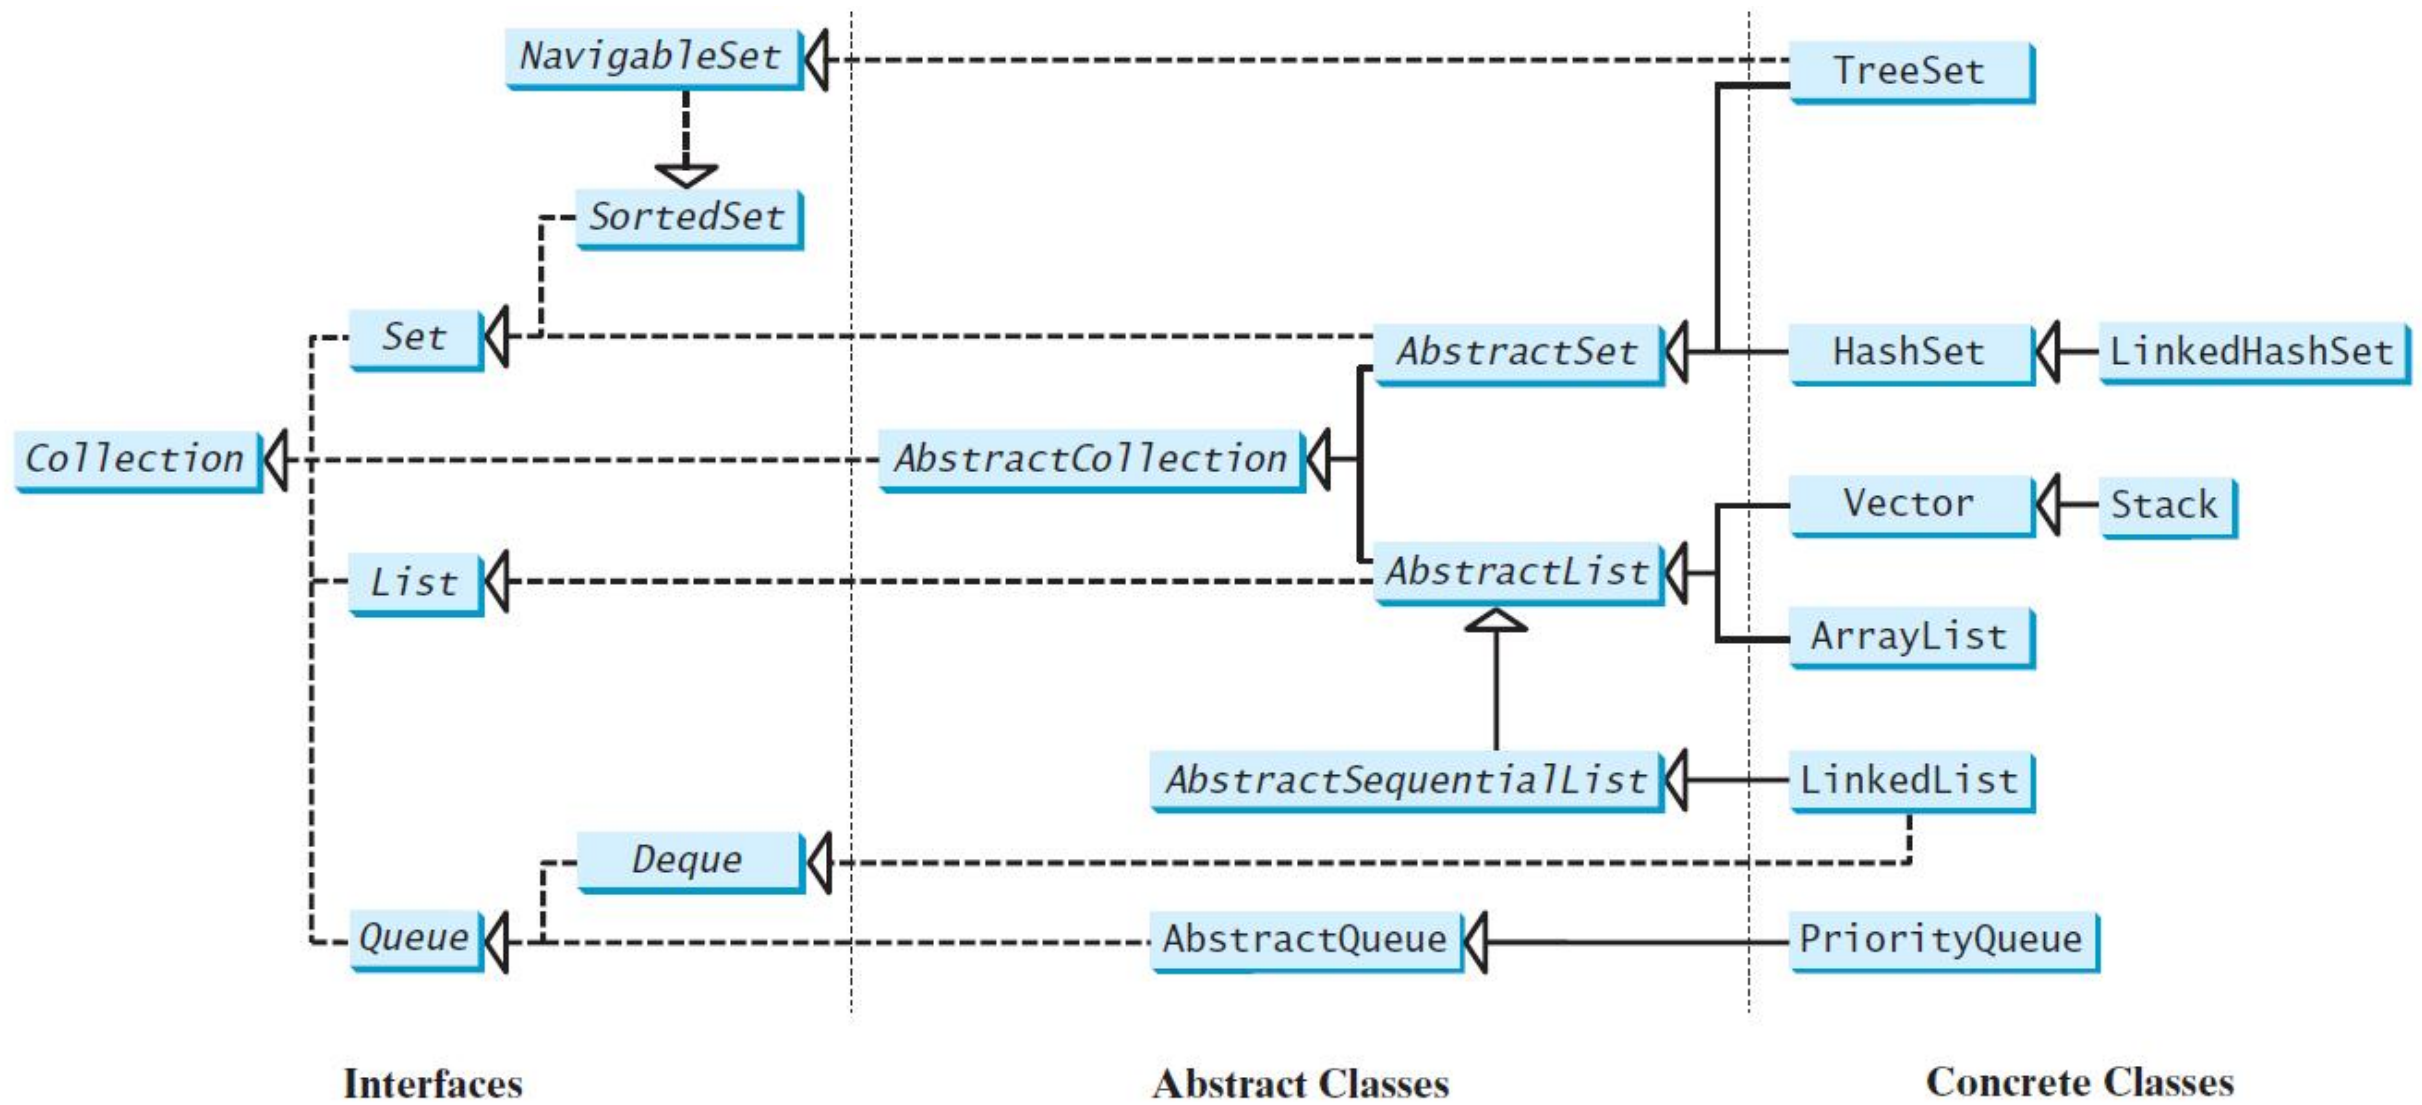 NavigableSet
TreeSet
SortedSet
Set
AbstractSet
HashSet
LinkedHashSet
Collection
AbstractCollection
Vector
Stack
List
AbstractList
ArrayList
AbstractSequentialList
LinkedList
Deque
Queue
AbstractQueue
PriorityQueue
Interfaces
Abstract Classes
Concrete Classes